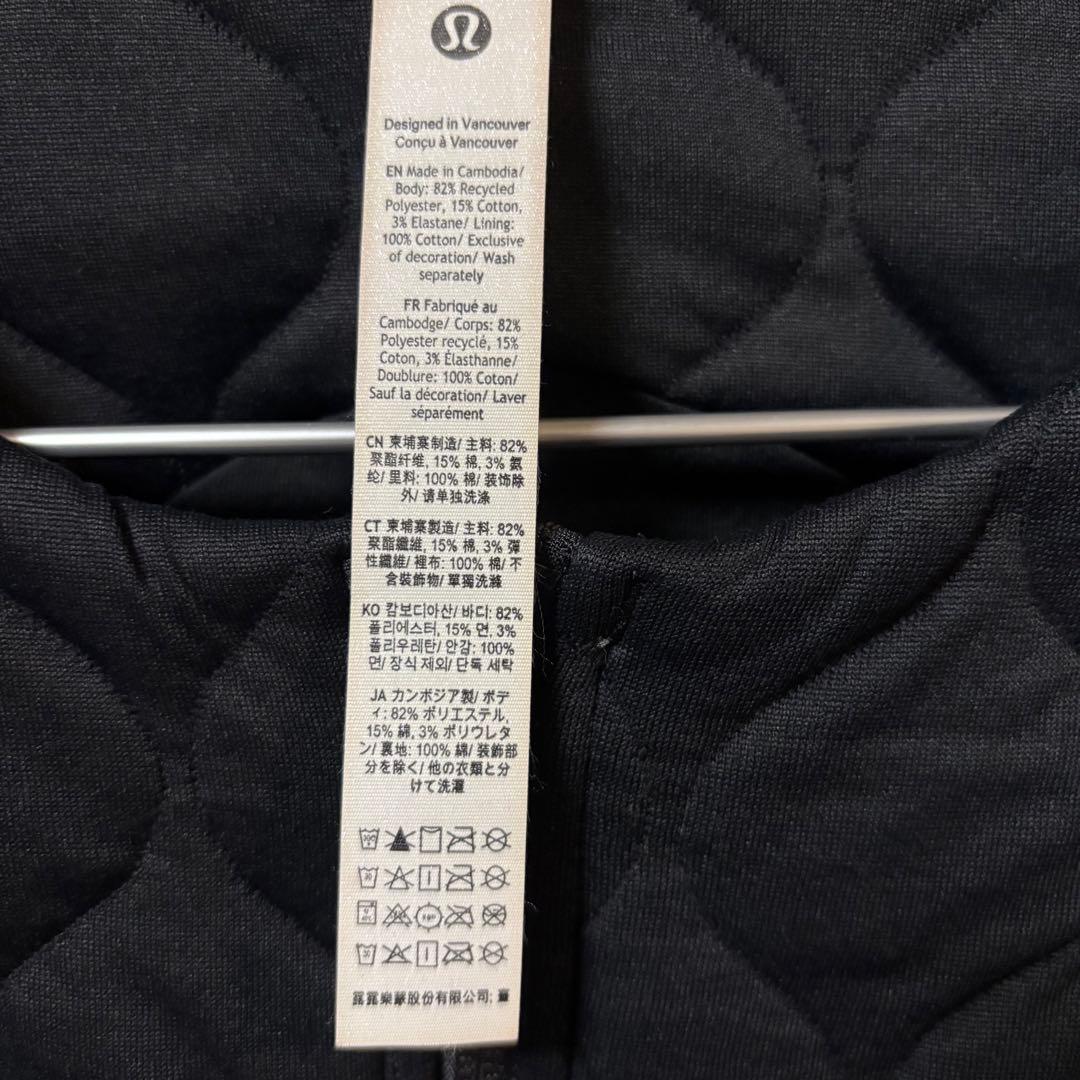 Designed in Vancouver
Conçu à Vancouver
EN Made in Cambodia/
Body: 82% Recycled
Polyester, 15% Cotton,
3% Elastane/ Lining:
100% Cotton/ Exclusive
of decoration/ Wash
separately
FR Fabriqué au
Cambodge/ Corps: 82%
Polyester recyclé, 15%
Coton, 3% Élasthanne/
Doublure: 100% Coton/
Sauf la décoration/ Laver
séparément
CN 柬埔寨制造/ 主料: 82%
聚酯纤维, 15% 棉, 3% 氨
纶/ 里料: 100% 棉/ 装饰除
外/ 请单独洗涤
CT 柬埔寨製造/ 主料: 82%
聚酯纖維, 15% 棉, 3% 彈
性纖維/ 裡布: 100% 棉/ 不
含裝飾物/ 單獨洗滌
KO 캄보디아산/ 바디: 82%
폴리에스터, 15% 면, 3%
폴리우레탄/ 안감: 100%
면/ 장식 제외/ 단독 세탁
JA カンボジア製/ ボデ
ィ: 82% ポリエステル,
15% 綿, 3% ポリウレタ
ン/ 裏地: 100% 綿/ 装飾部
分を除く/ 他の衣類と分
けて洗濯
30
30
露露樂蒙股份有限公司; 臺